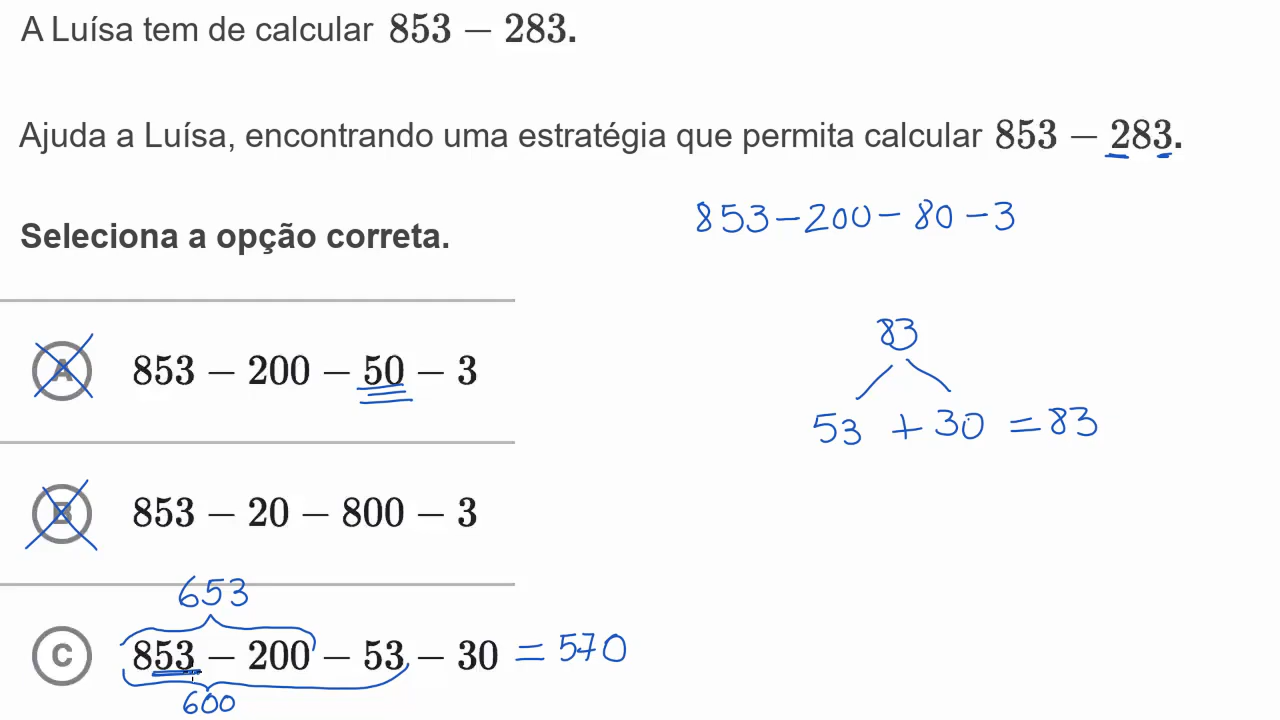 A Luísa tem de calcular 853 − 283.
Ajuda a Luísa, encontrando uma estratégia que permita calcular 853 − 283.
853 − 200 − 80 − 3
Seleciona a opção correta.
83
A 853 − 200 − 50 − 3
53 + 30 = 83
B 853 − 20 − 800 − 3
653
C 853 − 200 − 53 − 30 = 570
600